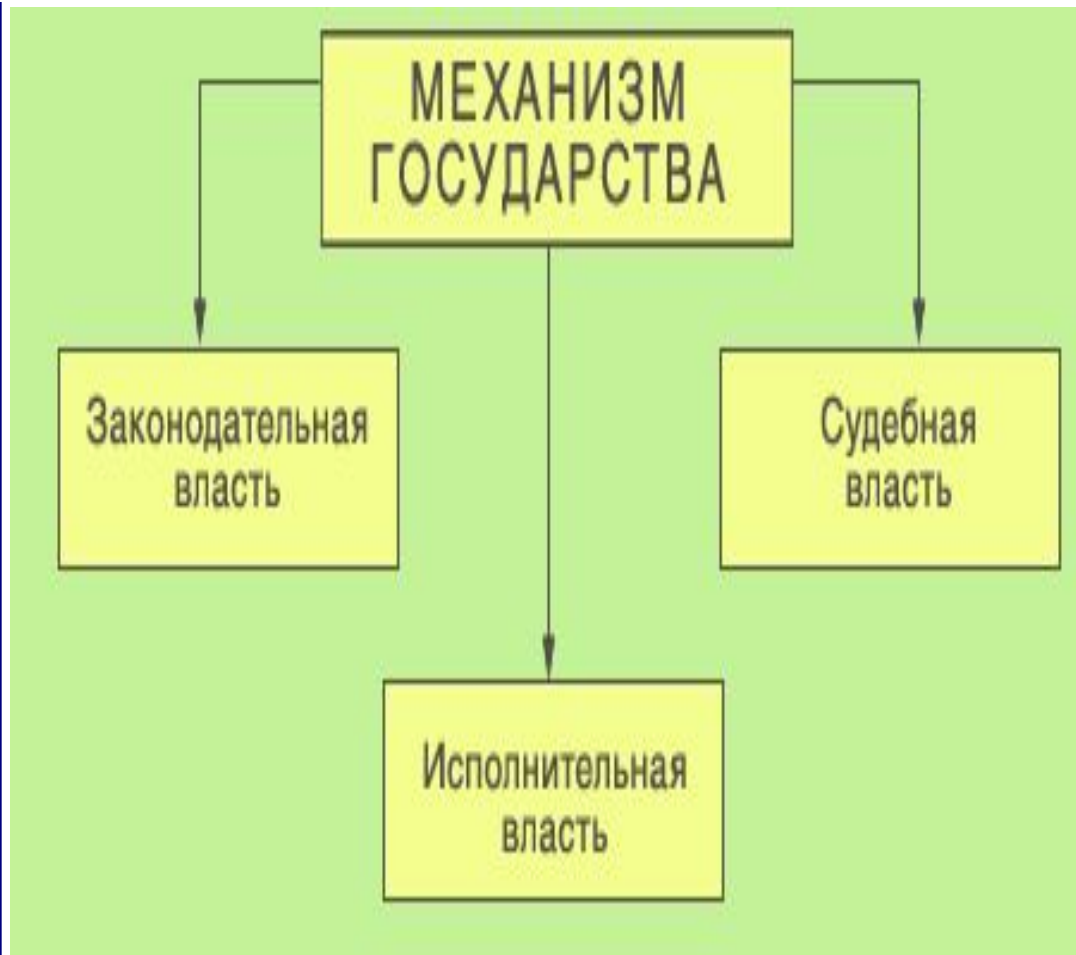 МЕХАНИЗМ
ГОСУДАРСТВА
Законодательная
власть
Судебная
власть
Исполнительная
власть